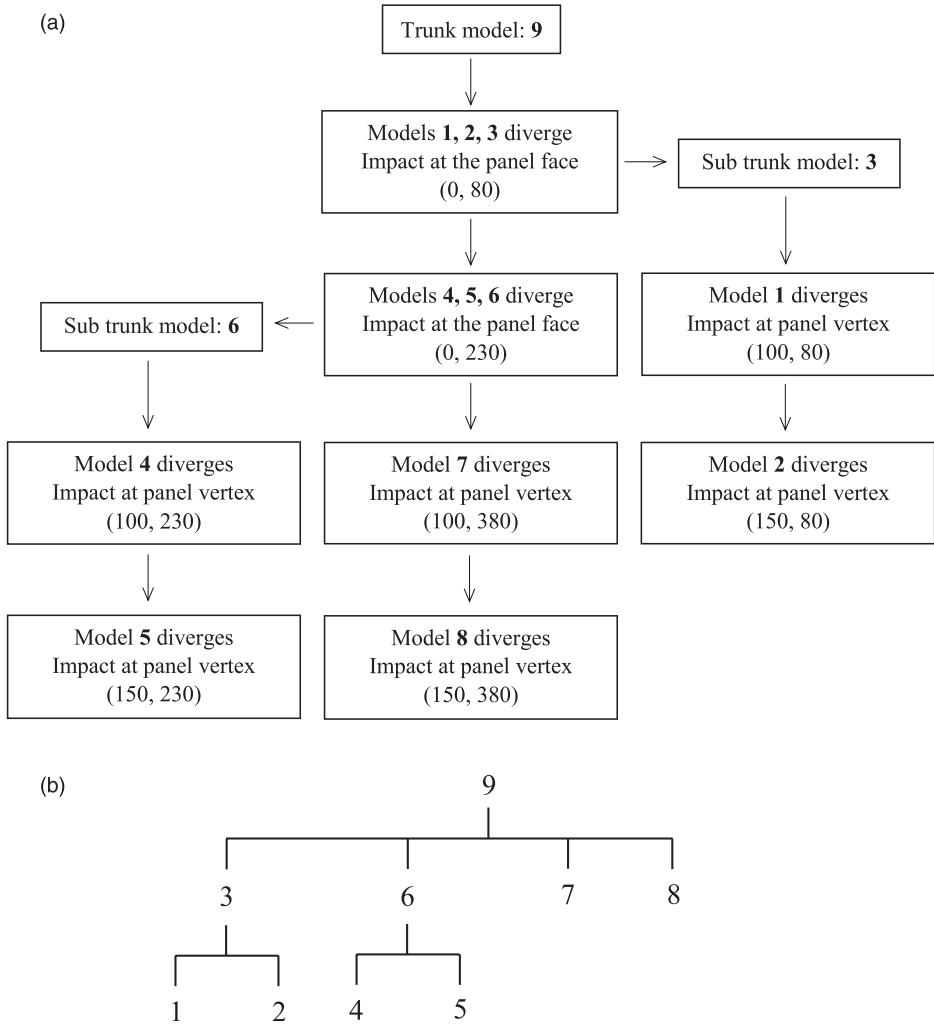 (a)
Trunk model: 9
Models 1, 2, 3 diverge
Impact at the panel face
(0, 80)
Sub trunk model: 3
Models 4, 5, 6 diverge
Impact at the panel face
(0, 230)
Sub trunk model: 6
Model 1 diverges
Impact at panel vertex
(100, 80)
Model 4 diverges
Impact at panel vertex
(100, 230)
Model 7 diverges
Impact at panel vertex
(100, 380)
Model 2 diverges
Impact at panel vertex
(150, 80)
Model 5 diverges
Impact at panel vertex
(150, 230)
Model 8 diverges
Impact at panel vertex
(150, 380)
(b)
9
3 6 7 8
1 2 4 5